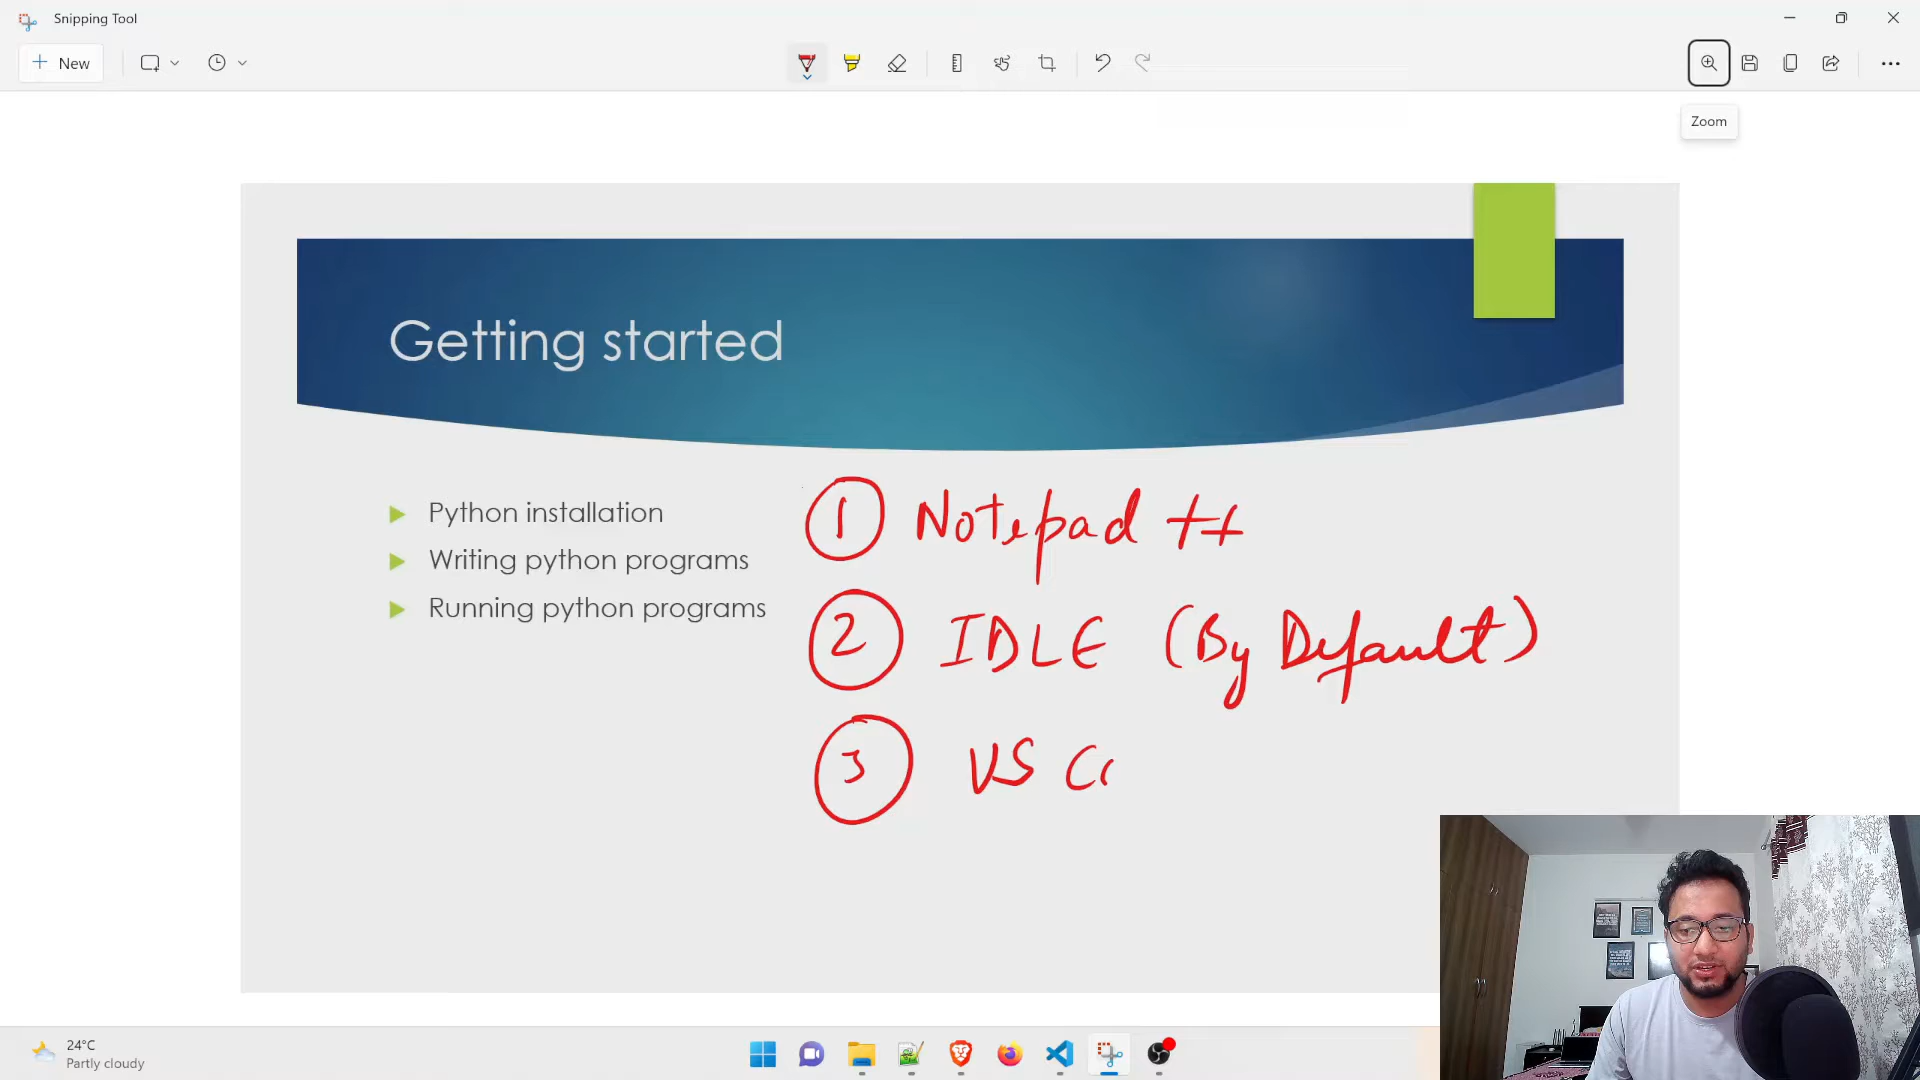 Snipping Tool
New
Zoom
Getting started
Python installation
Writing python programs
Running python programs
1 Notepad ++
2 IDLE (By Default)
3 VS Co
24°C
Partly cloudy